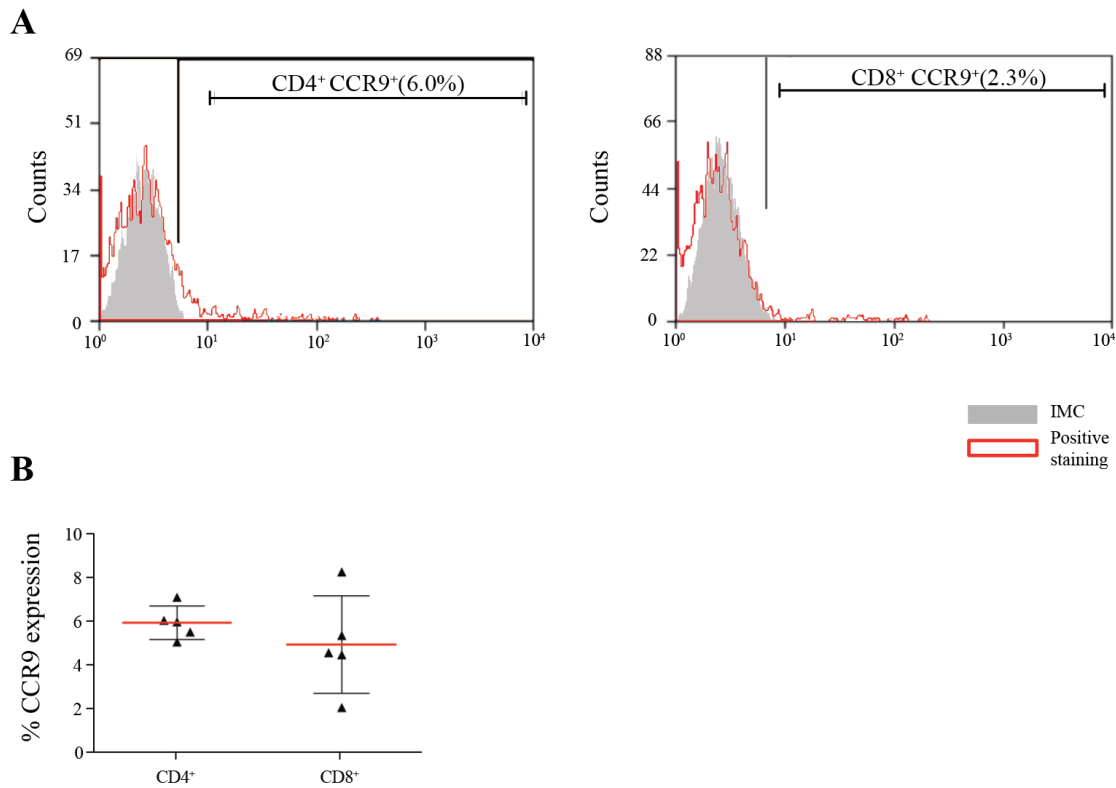 A
69
51
34
17
0
Counts
CD4⁺ CCR9⁺(6.0%)
10⁰
10¹
10²
10³
10⁴
88
66
44
22
0
Counts
CD8⁺ CCR9⁺(2.3%)
10⁰
10¹
10²
10³
10⁴
IMC
Positive
staining
B
% CCR9 expression
10
8
6
4
2
0
CD4⁺
CD8⁺